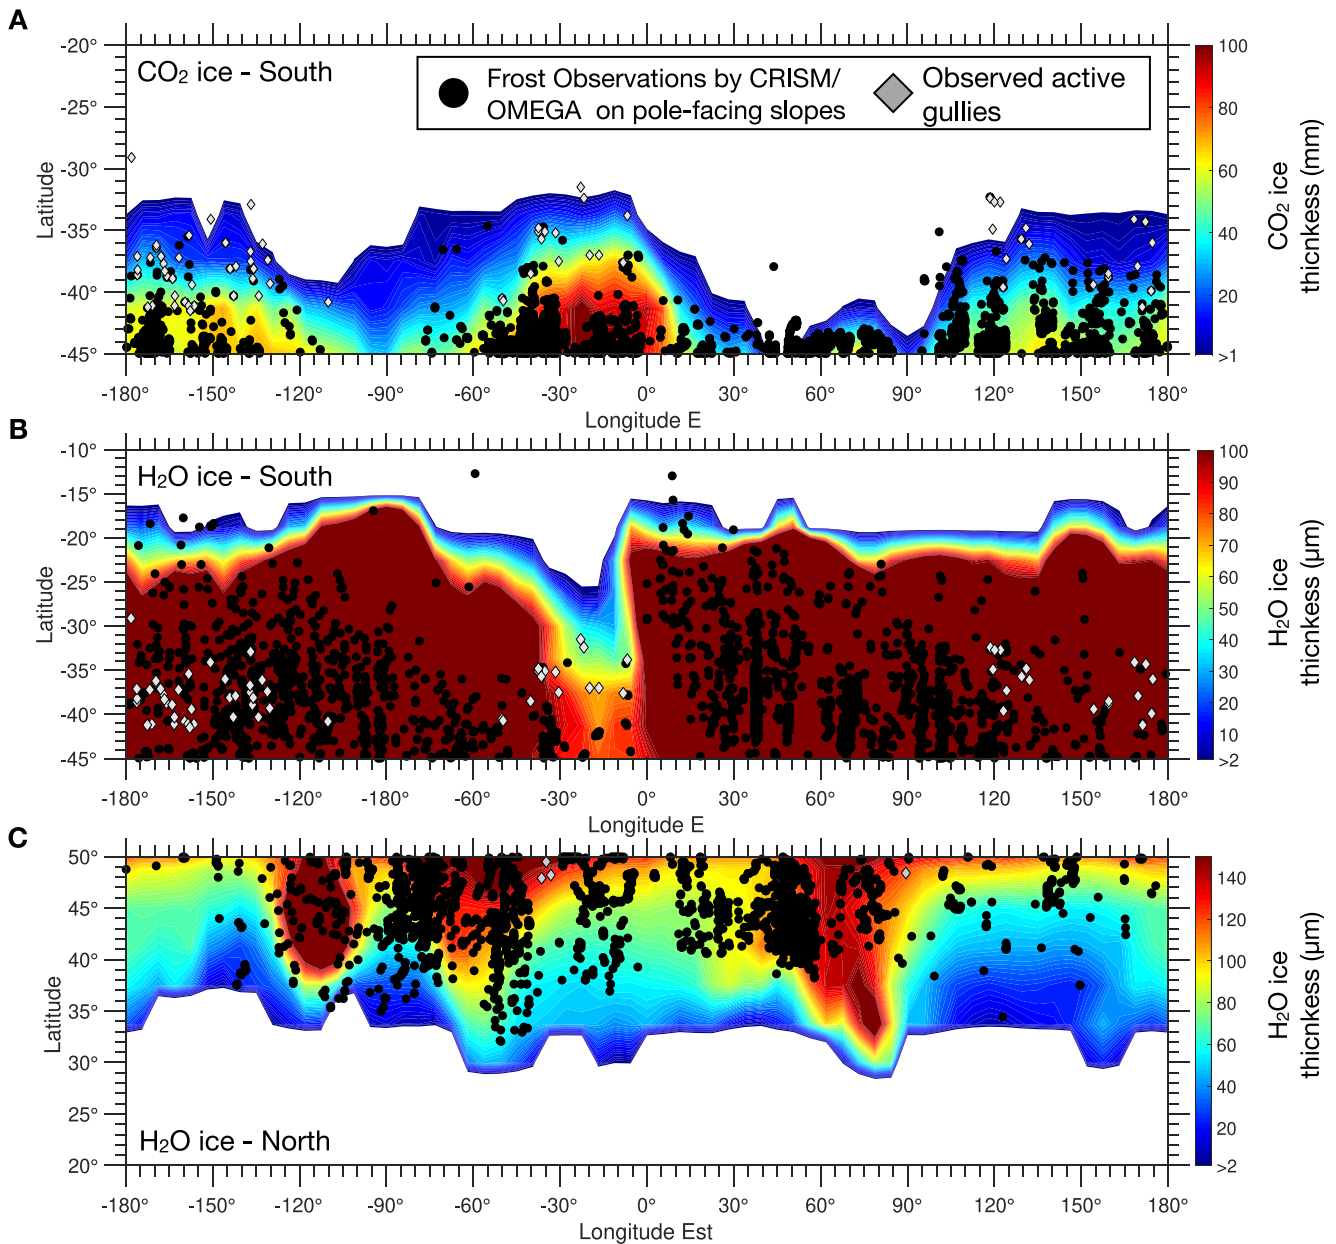 A
CO₂ ice - South
Frost Observations by CRISM/
OMEGA on pole-facing slopes
Observed active
gullies
-20°
-25°
-30°
-35°
-40°
-45°
Latitude
-180° -150° -120° -90° -60° -30° 0° 30° 60° 90° 120° 150° 180°
Longitude E
100
80
60
40
20
>1
CO₂ ice
thicnkess (mm)
B
H₂O ice - South
-10°
-15°
-20°
-25°
-30°
-35°
-40°
-45°
Latitude
-180° -150° -120° -90° -60° -30° 0° 30° 60° 90° 120 150° 180°
Longitude E
100
90
80
70
60
50
40
30
20
10
>2
H₂O ice
thicnkess (µm)
C
H₂O ice - North
50°
45°
40°
35°
30°
25°
20°
Latitude
-180° -150° -120° -90° -60° -30° 0° 30° 60° 90° 120° 150° 180°
Longitude Est
140
120
100
80
60
40
20
>2
H₂O ice
thicnkess (µm)